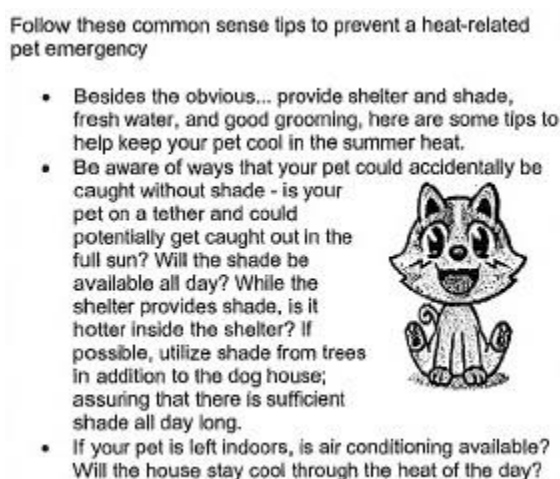 Follow these common sense tips to prevent a heat-related
pet emergency
• Besides the obvious... provide shelter and shade,
fresh water, and good grooming, here are some tips to
help keep your pet cool in the summer heat.
• Be aware of ways that your pet could accidentally be
caught without shade - is your
pet on a tether and could
potentially get caught out in the
full sun? Will the shade be
available all day? While the
shelter provides shade, is it
hotter inside the shelter? If
possible, utilize shade from trees
in addition to the dog house;
assuring that there is sufficient
shade all day long.
• If your pet is left indoors, is air conditioning available?
Will the house stay cool through the heat of the day?